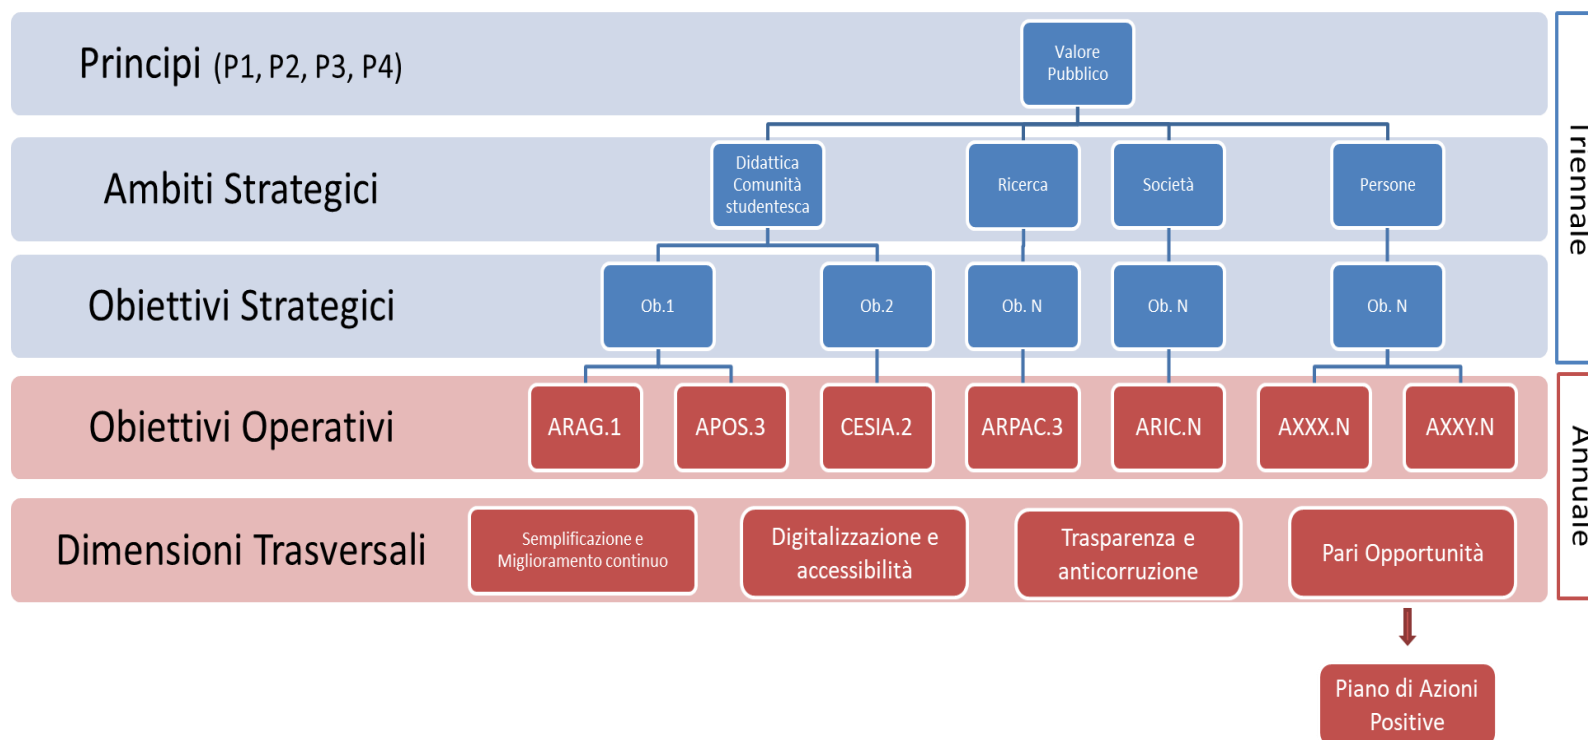 Principi (P1, P2, P3, P4)
Valore
Pubblico
Ambiti Strategici
Didattica
Comunità
studentesca
Ricerca
Società
Persone
Obiettivi Strategici
Ob.1
Ob.2
Ob. N
Ob. N
Ob. N
Triennale
Obiettivi Operativi
ARAG.1
APOS.3
CESIA.2
ARPAC.3
ARIC.N
AXXX.N
AXXY.N
Dimensioni Trasversali
Semplificazione e
Miglioramento continuo
Digitalizzazione e
accessibilità
Trasparenza e
anticorruzione
Pari Opportunità
Annuale
Piano di Azioni
Positive